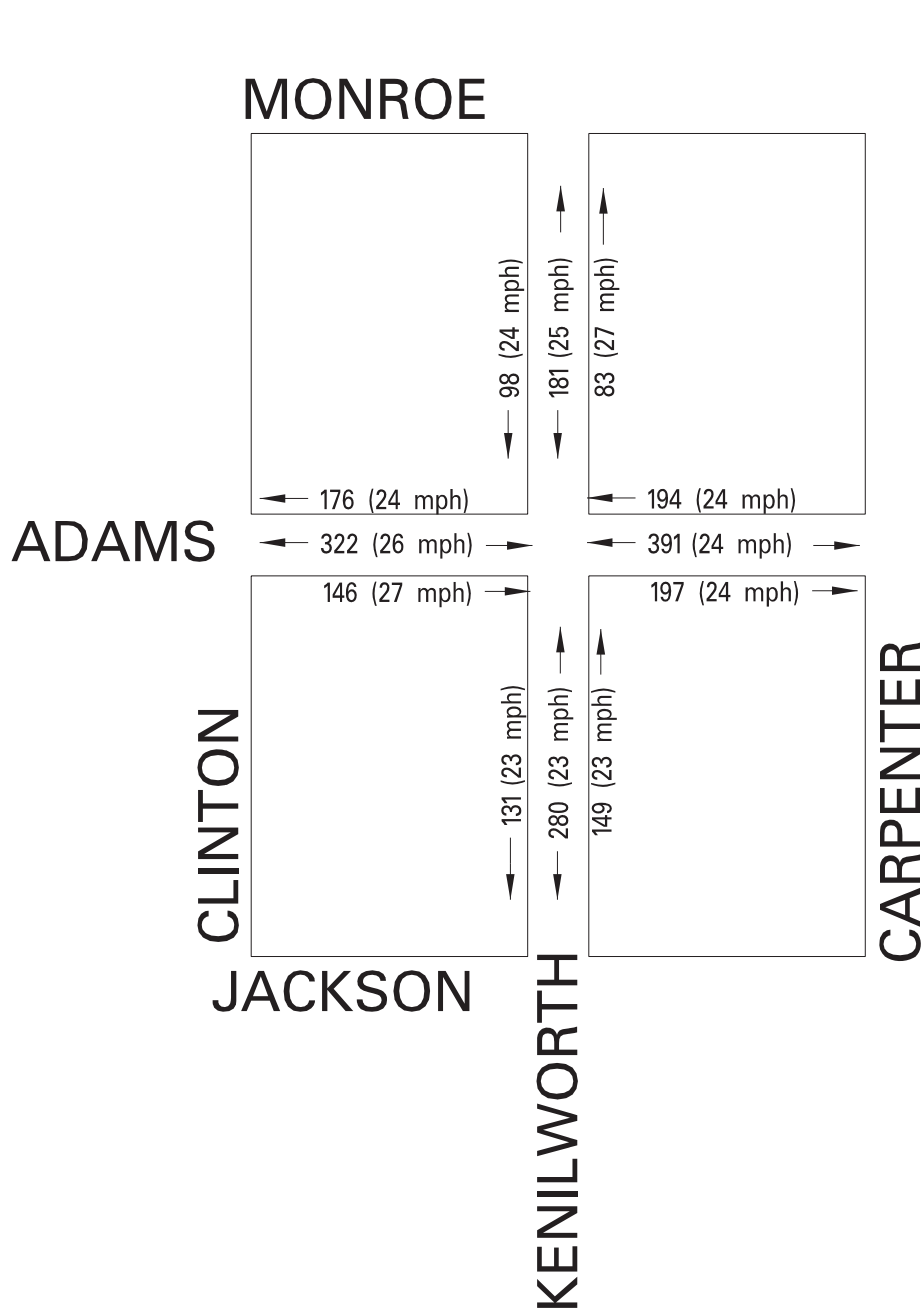 MONROE
98 (24 mph)
181 (25 mph)
83 (27 mph)
176 (24 mph)
194 (24 mph)
ADAMS
322 (26 mph)
391 (24 mph)
146 (27 mph)
197 (24 mph)
CLINTON
131 (23 mph)
280 (23 mph)
149 (23 mph)
CARPENTER
JACKSON
KENILWORTH